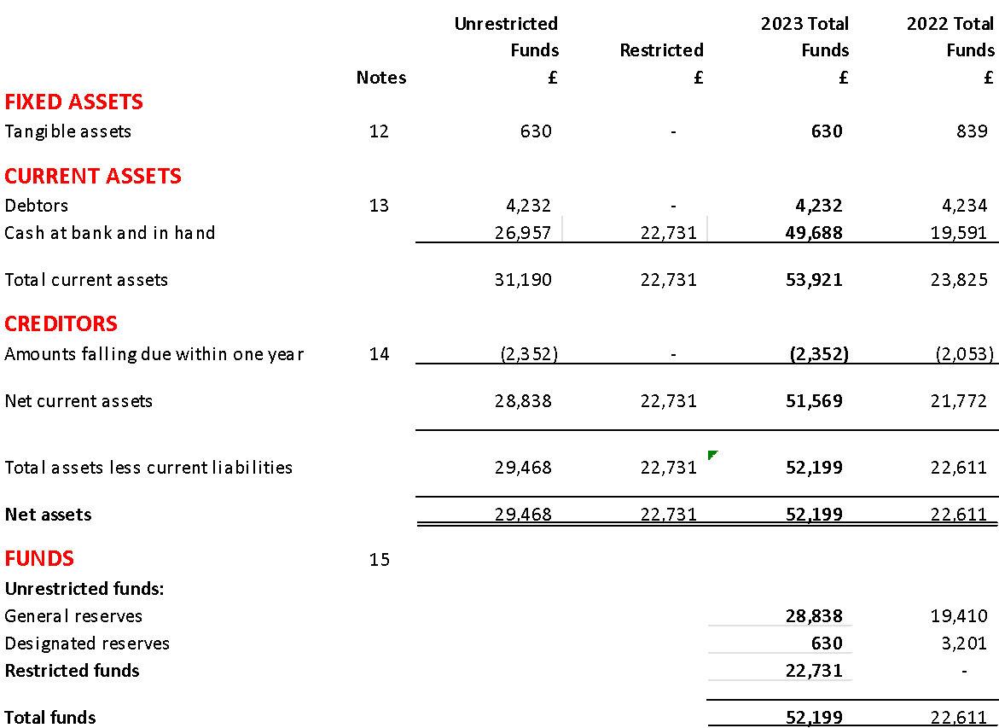 Unrestricted 2023 Total 2022 Total
Funds Restricted Funds Funds
Notes £ £ £ £
FIXED ASSETS
Tangible assets 12 630 - 630 839
CURRENT ASSETS
Debtors 13 4,232 - 4,232 4,234
Cash at bank and in hand 26,957 22,731 49,688 19,591
Total current assets 31,190 22,731 53,921 23,825
CREDITORS
Amounts falling due within one year 14 (2,352) - (2,352) (2,053)
Net current assets 28,838 22,731 51,569 21,772
Total assets less current liabilities 29,468 22,731 52,199 22,611
Net assets 29,468 22,731 52,199 22,611
FUNDS 15
Unrestricted funds:
General reserves 28,838 19,410
Designated reserves 630 3,201
Restricted funds 22,731 -
Total funds 52,199 22,611